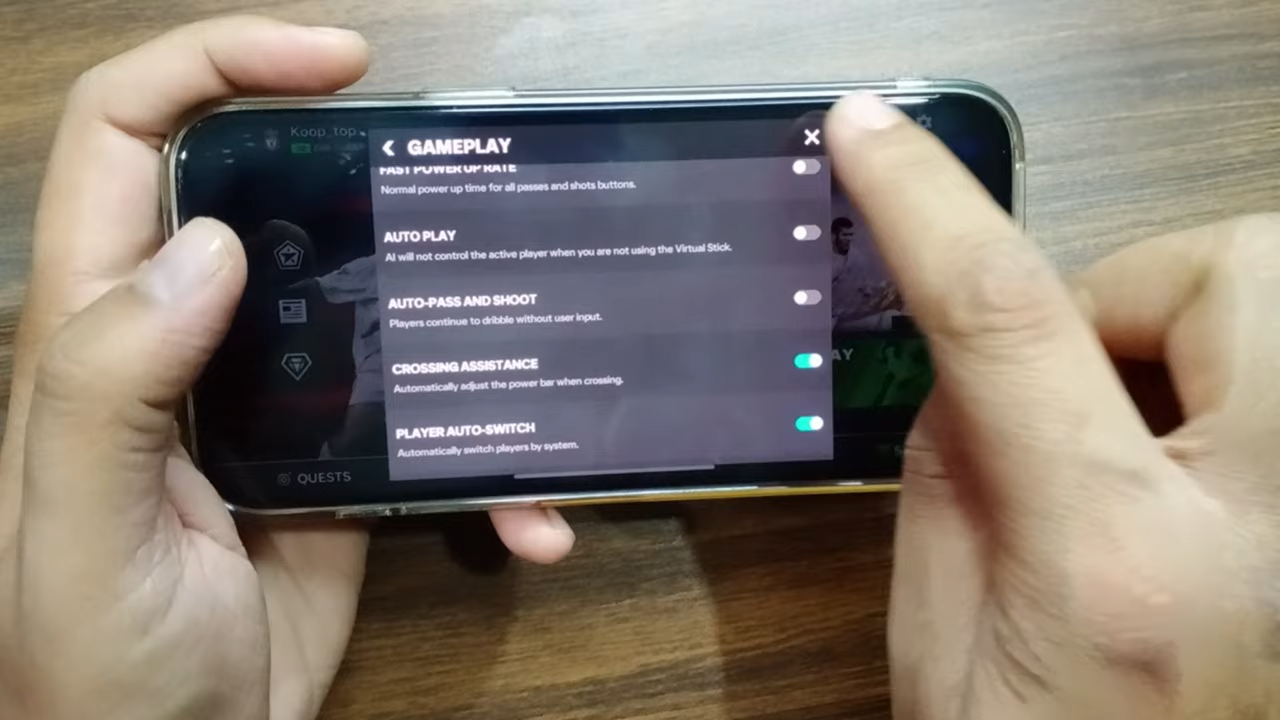 Koop_top
GAMEPLAY
FAST POWER UP RATE
Normal power up time for all passes and shots buttons.
AUTO PLAY
AI will not control the active player when you are not using the Virtual Stick.
AUTO-PASS AND SHOOT
Players continue to dribble without user input.
CROSSING ASSISTANCE
Automatically adjust the power bar when crossing.
AY
PLAYER AUTO-SWITCH
Automatically switch players by system.
QUESTS